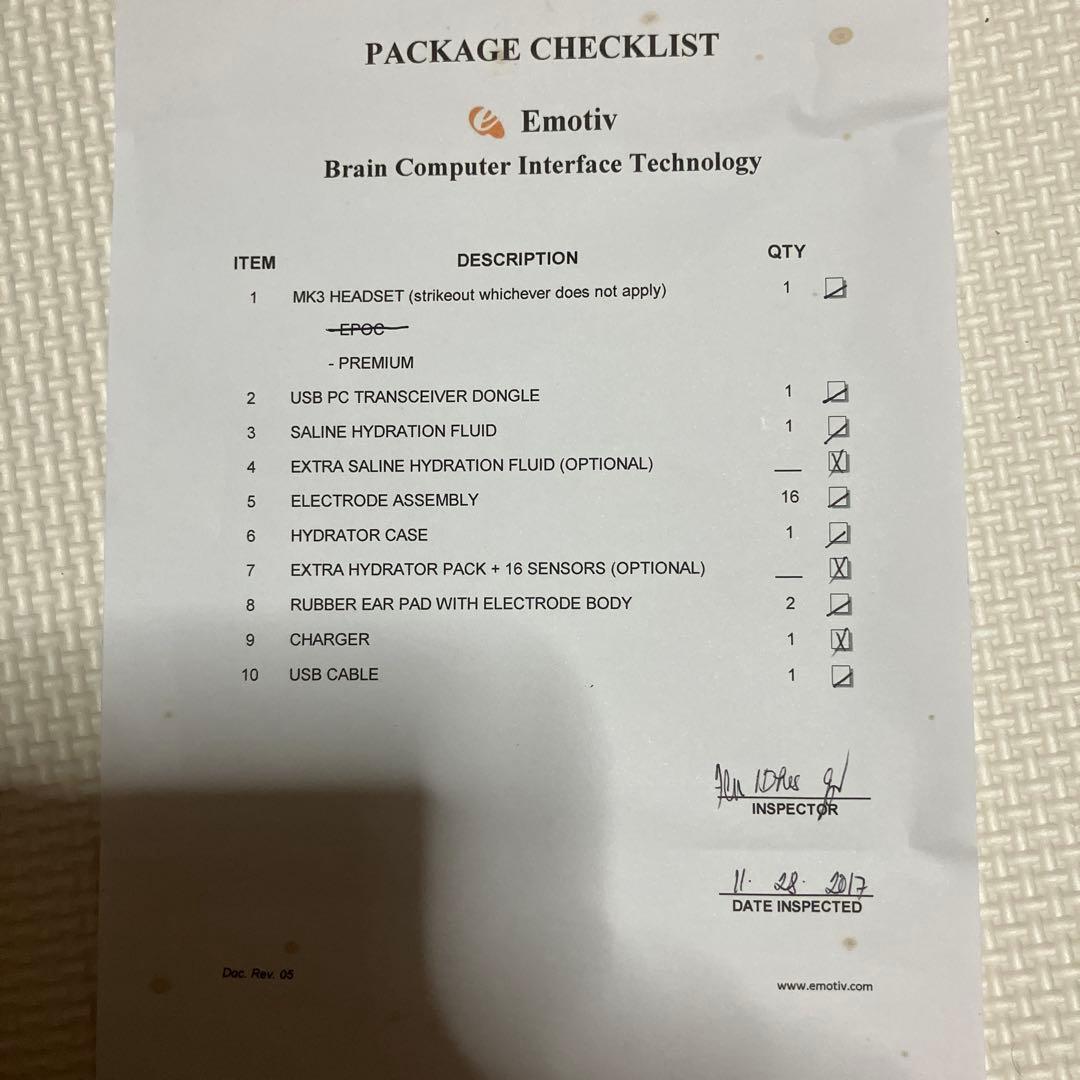 PACKAGE CHECKLIST
Emotiv
Brain Computer Interface Technology
ITEM DESCRIPTION QTY
1 MK3 HEADSET (strikeout whichever does not apply) 1
- EPOC
- PREMIUM
2 USB PC TRANSCEIVER DONGLE 1
3 SALINE HYDRATION FLUID 1
4 EXTRA SALINE HYDRATION FLUID (OPTIONAL)
5 ELECTRODE ASSEMBLY 16
6 HYDRATOR CASE 1
7 EXTRA HYDRATOR PACK + 16 SENSORS (OPTIONAL)
8 RUBBER EAR PAD WITH ELECTRODE BODY 2
9 CHARGER 1
10 USB CABLE 1
INSPECTOR
11. 28. 2017
DATE INSPECTED
Doc. Rev. 05
www.emotiv.com